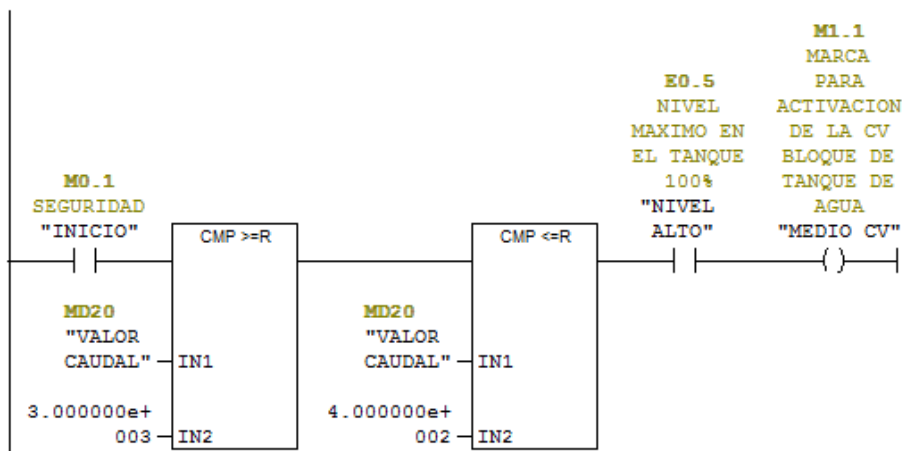 M0.1
SEGURIDAD
"INICIO"
CMP >=R
MD20
"VALOR
CAUDAL"
IN1
3.000000e+
003
IN2
CMP <=R
MD20
"VALOR
CAUDAL"
IN1
4.000000e+
002
IN2
E0.5
NIVEL
MAXIMO EN
EL TANQUE
100%
"NIVEL
ALTO"
M1.1
MARCA
PARA
ACTIVACION
DE LA CV
BLOQUE DE
TANQUE DE
AGUA
"MEDIO CV"